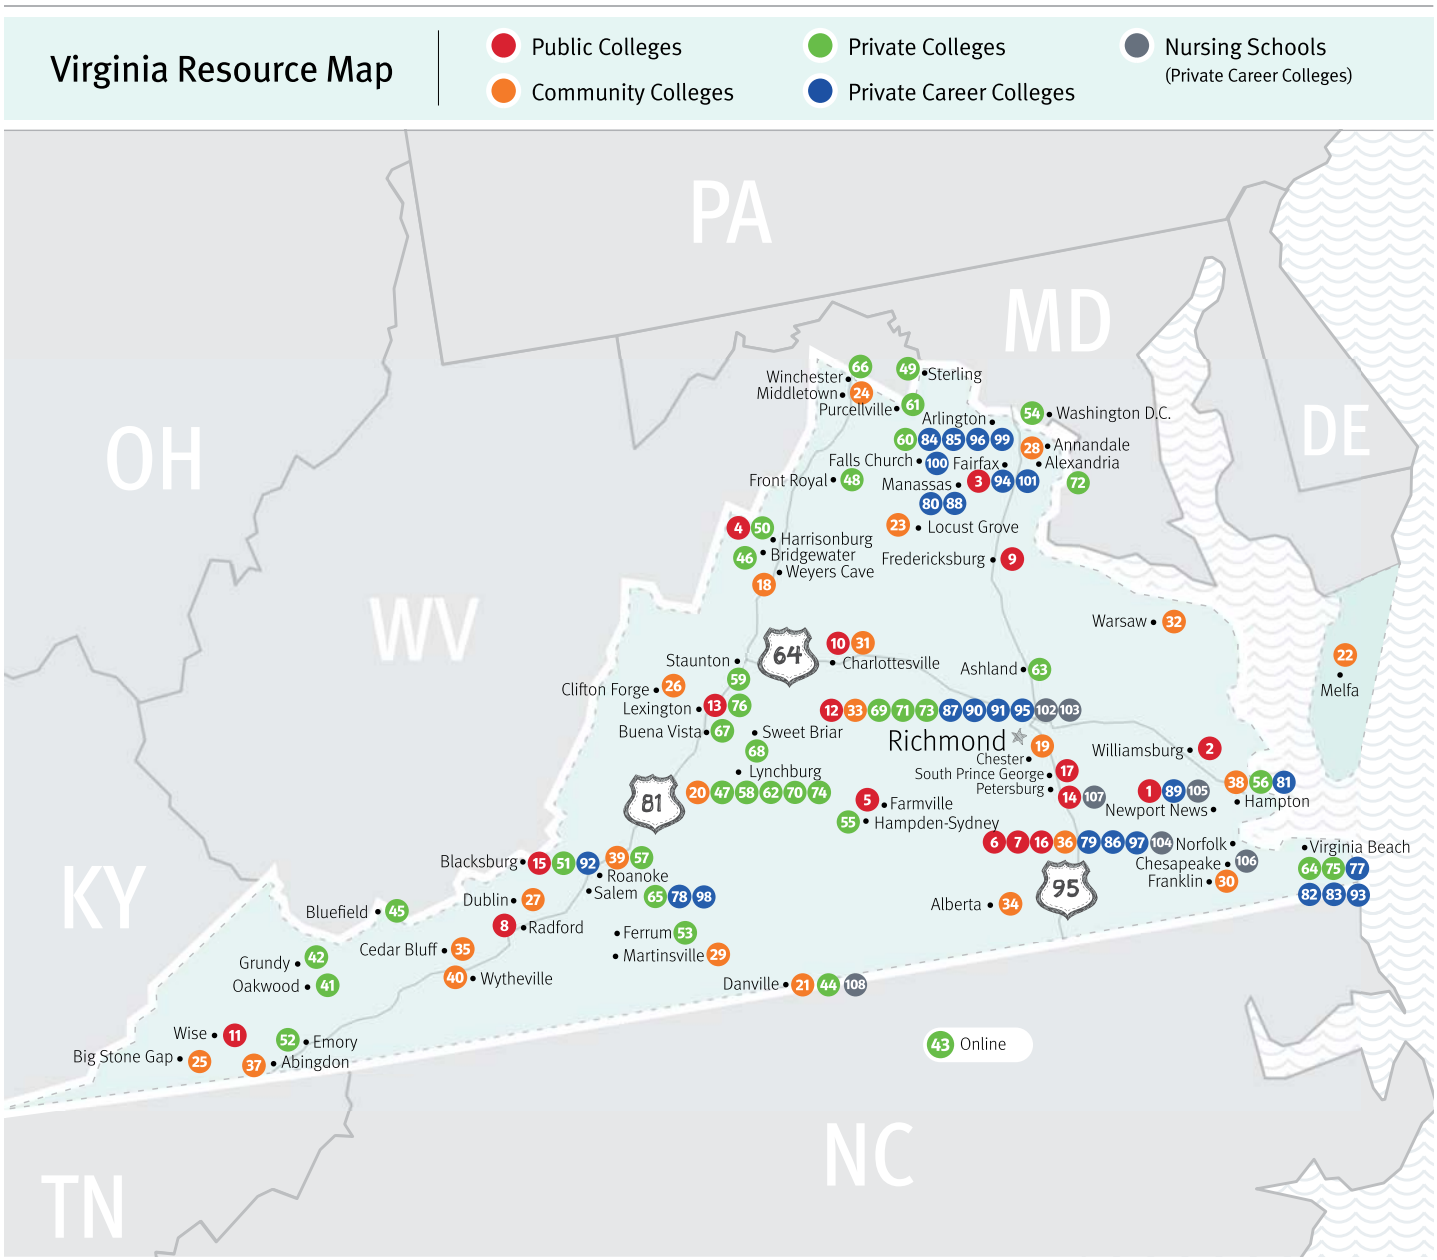 Virginia Resource Map
Public Colleges
Community Colleges
Private Colleges
Private Career Colleges
Nursing Schools
(Private Career Colleges)
PA
MD
OH
DE
WV
KY
TN
NC
66
Winchester
49 Sterling
Middletown 24
Purcellville 61
Arlington
54 Washington D.C.
60 84 85 96 99
28 Annandale
Falls Church 100 Fairfax
Alexandria
Front Royal 48
Manassas 3 94 101
72
80 88
23 Locust Grove
4 50
Harrisonburg
46 Bridgewater
Fredericksburg 9
Weyers Cave
18
Warsaw 32
64
10 31
Charlottesville
Staunton
59
Ashland 63
22
Melfa
Clifton Forge 26
Lexington 13 76
12 33 69 71 73 87 90 91 95 102 103
Buena Vista 67
Sweet Briar
68
Richmond
19
Chester
Williamsburg 2
Lynchburg
South Prince George 17
81
20 47 58 62 70 74
Petersburg 14 107
1 89 105
Newport News
38 56 81
Hampton
5 Farmville
55 Hampden-Sydney
6 7 16 36 79 86 97 104 Norfolk
Virginia Beach
64 75 77
82 83 93
Chesapeake 106
Franklin 30
95
Alberta 34
Blacksburg 15 51 92
39 57
Roanoke
Salem 65 78 98
Dublin 27
Bluefield 45
8 Radford
Ferrum 53
Cedar Bluff 35
Martinsville 29
Grundy 42
40 Wytheville
Oakwood 41
Danville 21 44 108
Wise 11
52 Emory
Big Stone Gap 25
37 Abingdon
43 Online